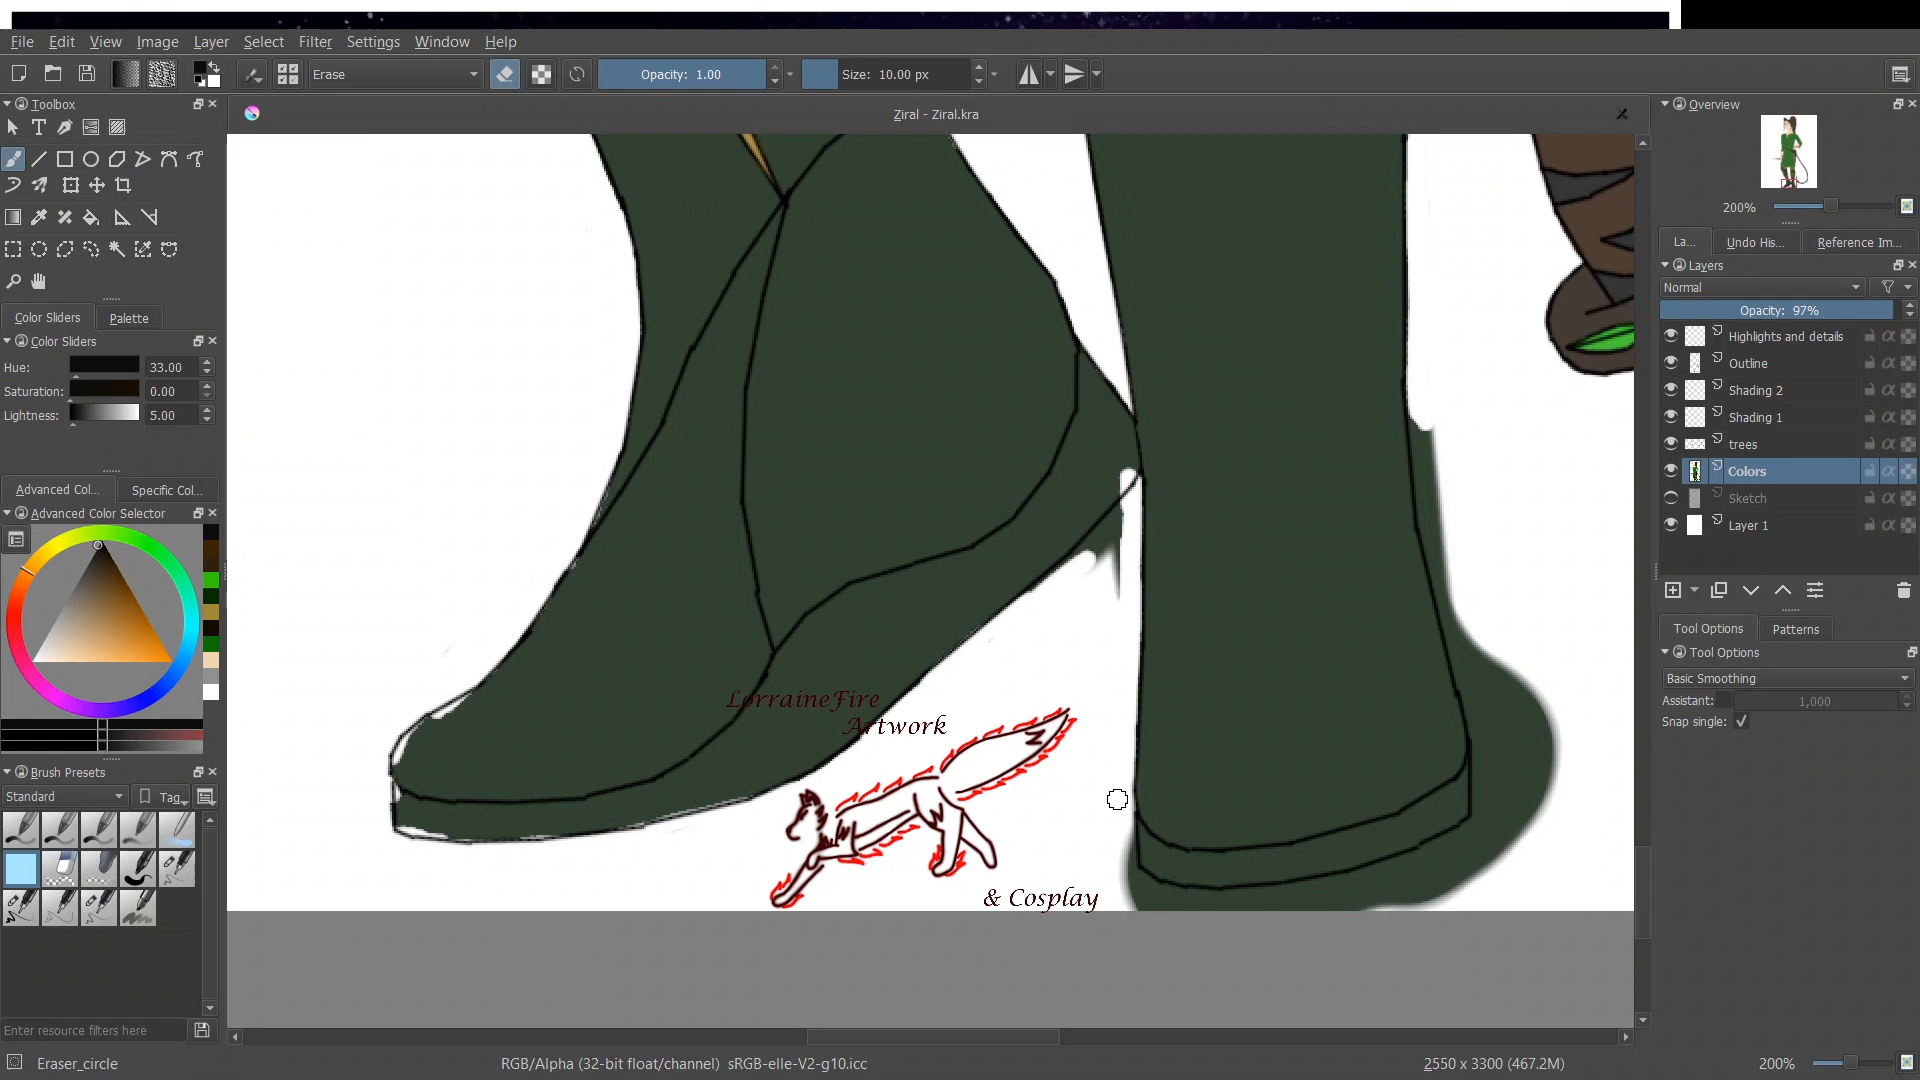 File Edit View Image Layer Select Filter Settings Window Help
Erase Opacity: 1.00 Size: 10.00 px
Toolbox
Ziral - Ziral.kra
Color Sliders Palette
Color Sliders
Hue: 33.00
Saturation: 0.00
Lightness: 5.00
Advanced Col... Specific Col...
Advanced Color Selector
Brush Presets
Standard Tag
Enter resource filters here
Eraser_circle
LorraineFire
Artwork
& Cosplay
Overview
200%
La... Undo His... Reference Im...
Layers
Normal
Opacity: 97%
Highlights and details
Outline
Shading 2
Shading 1
trees
Colors
Sketch
Layer 1
Tool Options Patterns
Tool Options
Basic Smoothing
Assistant: 1,000
Snap single: ✓
RGB/Alpha (32-bit float/channel) sRGB-elle-V2-g10.icc
2550 x 3300 (467.2M)
200%